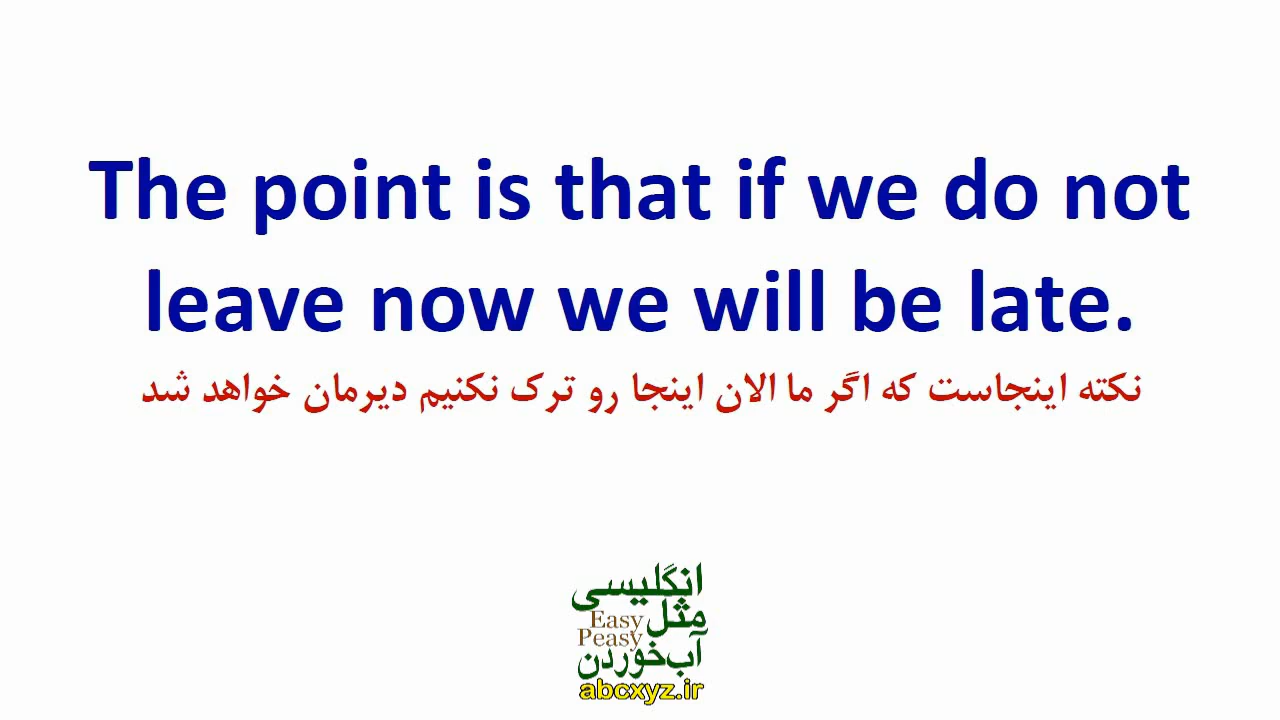 The point is that if we do not
leave now we will be late.
نکته اینجاست که اگر ما الان اینجا رو ترک نکنیم دیرمان خواهد شد
انگلیسی
مثل
Easy
Peasy
آب خوردن
abcxyz.ir